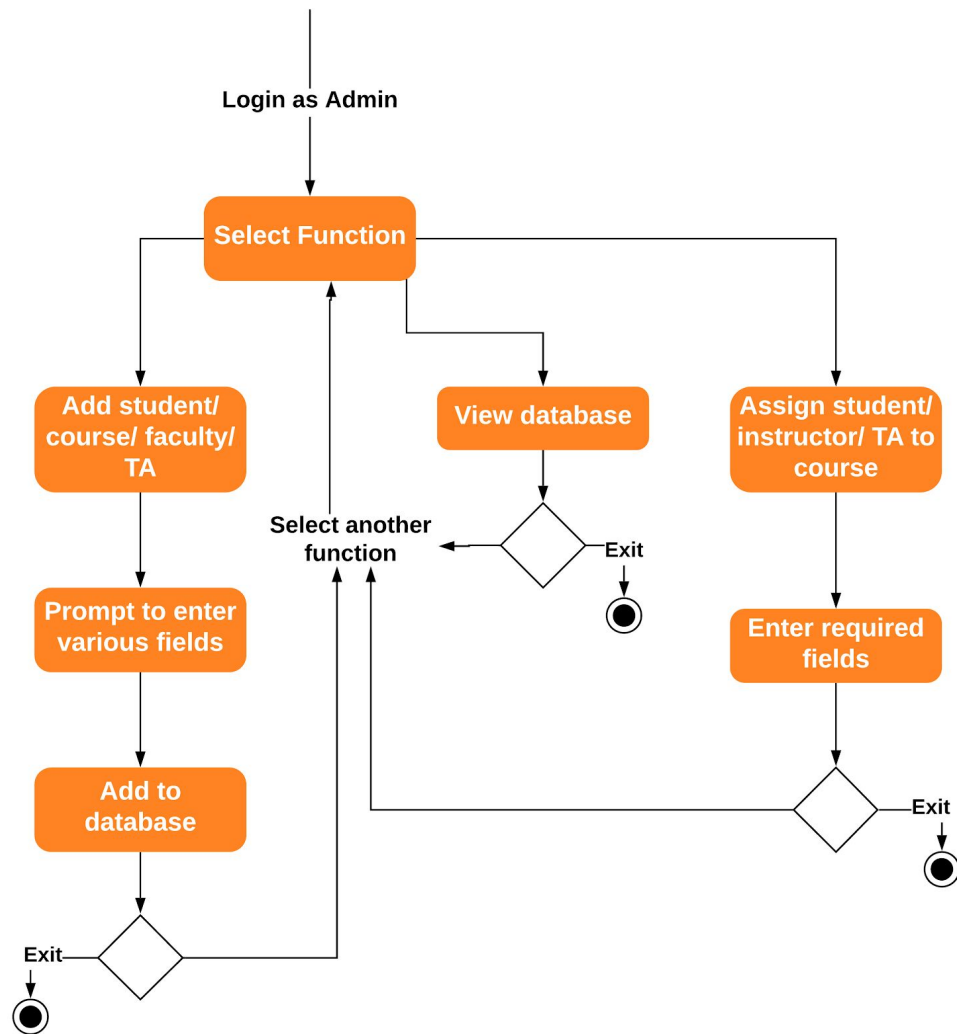 Login as Admin
Select Function
Add student/
course/ faculty/
TA
View database
Assign student/
instructor/ TA to
course
Select another
function
Exit
Prompt to enter
various fields
Enter required
fields
Add to
database
Exit
Exit